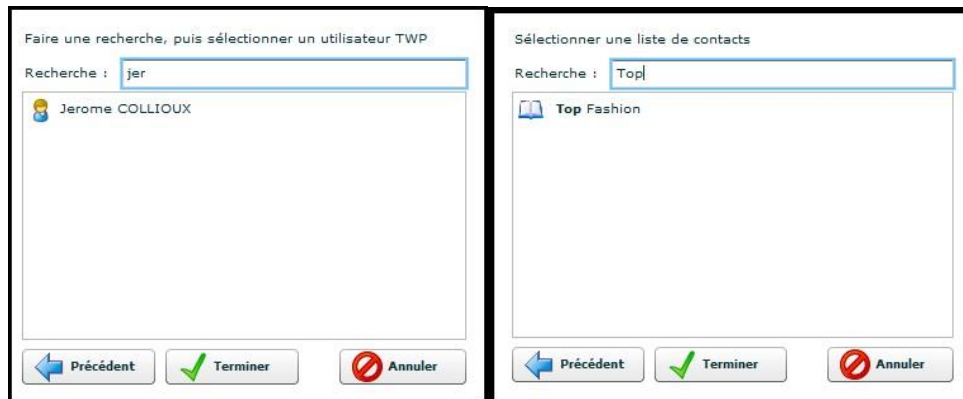 Faire une recherche, puis sélectionner un utilisateur TWP
Recherche : jer
Jerome COLLIOUX
Précédent Terminer Annuler
Sélectionner une liste de contacts
Recherche : Top
Top Fashion
Précédent Terminer Annuler